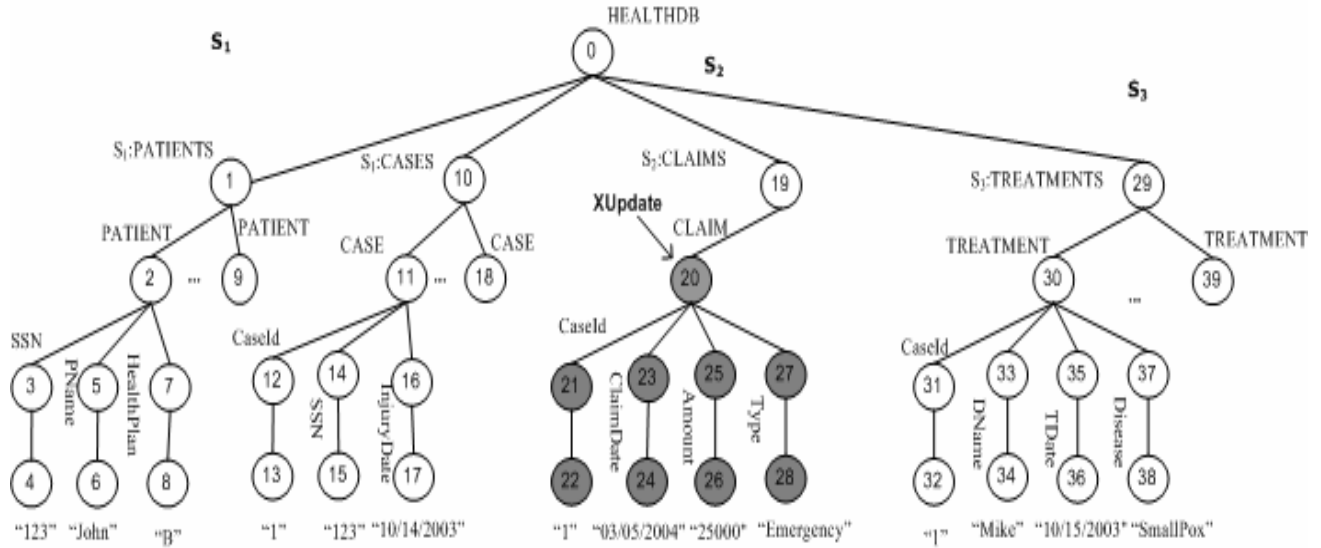 HEALTHDB
S₁
0
S₂
S₃
S₁:PATIENTS
1
S₁:CASES
10
S₂:CLAIMS
19
S₃:TREATMENTS
29
XUpdate
PATIENT
PATIENT
CASE
CASE
CLAIM
TREATMENT
TREATMENT
2
...
9
11
...
18
20
30
...
39
SSN
PName
HealthPlan
CaseId
SSN
InjuryDate
CaseId
ClaimDate
Amount
Type
CaseId
DName
TDate
Disease
3
5
7
12
14
16
21
23
25
27
31
33
35
37
4
6
8
13
15
17
22
24
26
28
32
34
36
38
“123” “John” “B” “1” “123” “10/14/2003” “1” “03/05/2004” “25000” “Emergency” “1” “Mike” “10/15/2003” “SmallPox”